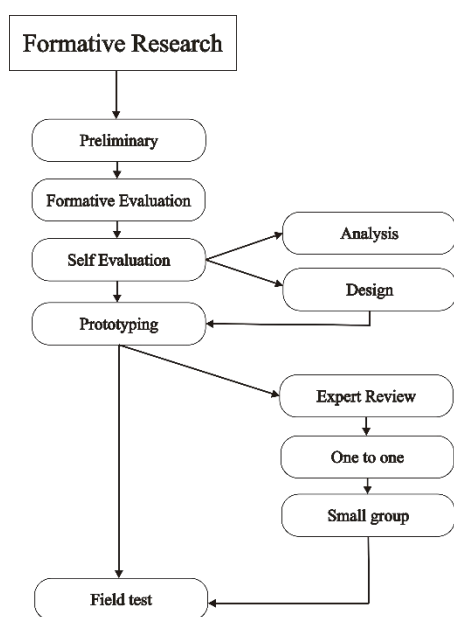 Formative Research
Preliminary
Formative Evaluation
Self Evaluation
Analysis
Design
Prototyping
Expert Review
One to one
Small group
Field test